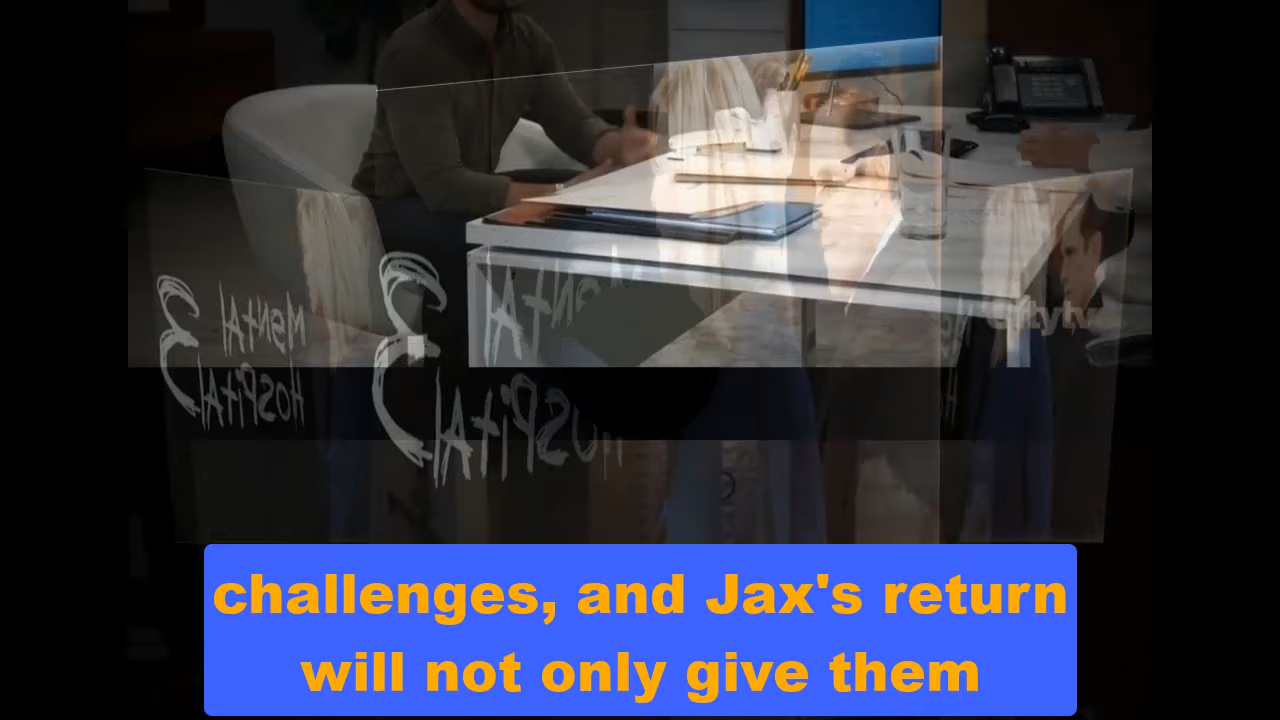 MENTAL
HOSPITAL
MENTAL
HOSPITAL
challenges, and Jax's return
will not only give them